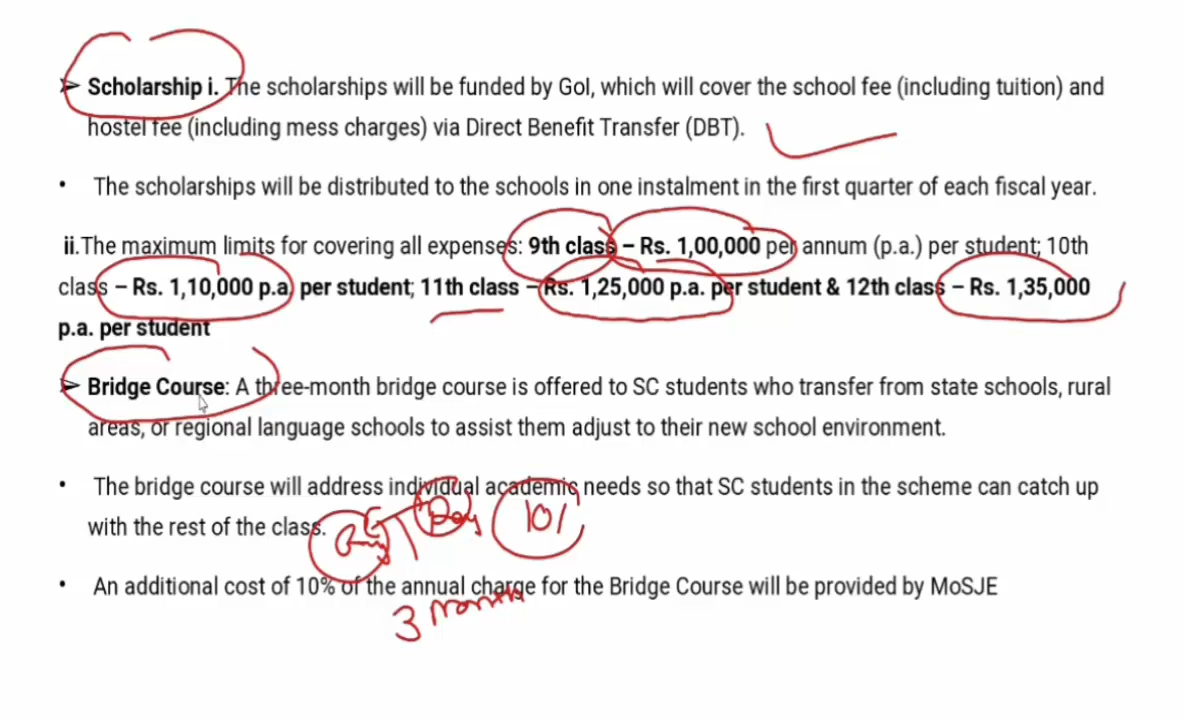 ➢ Scholarship i. The scholarships will be funded by GoI, which will cover the school fee (including tuition) and
hostel fee (including mess charges) via Direct Benefit Transfer (DBT).
• The scholarships will be distributed to the schools in one instalment in the first quarter of each fiscal year.
ii.The maximum limits for covering all expenses: 9th class – Rs. 1,00,000 per annum (p.a.) per student; 10th
class – Rs. 1,10,000 p.a) per student; 11th class – Rs. 1,25,000 p.a. per student & 12th class – Rs. 1,35,000
p.a. per student
➢ Bridge Course: A three-month bridge course is offered to SC students who transfer from state schools, rural
areas, or regional language schools to assist them adjust to their new school environment.
• The bridge course will address individual academic needs so that SC students in the scheme can catch up
with the rest of the class.
10%
• An additional cost of 10% of the annual charge for the Bridge Course will be provided by MoSJE
3 months